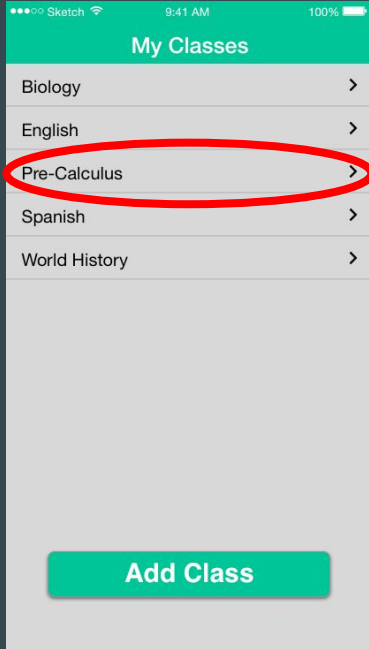 ●●●○○ Sketch 9:41 AM 100%
My Classes
Biology
English
Pre-Calculus
Spanish
World History
Add Class